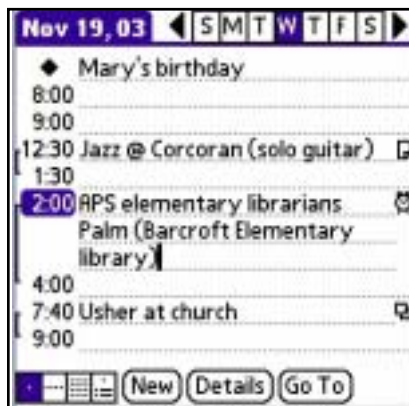 Nov 19, 03 S M T W T F S
Mary's birthday
8:00
9:00
12:30 Jazz @ Corcoran (solo guitar)
1:30
2:00 APS elementary librarians
Palm (Barcroft Elementary
library)
4:00
7:40 Usher at church
9:00
New Details Go To